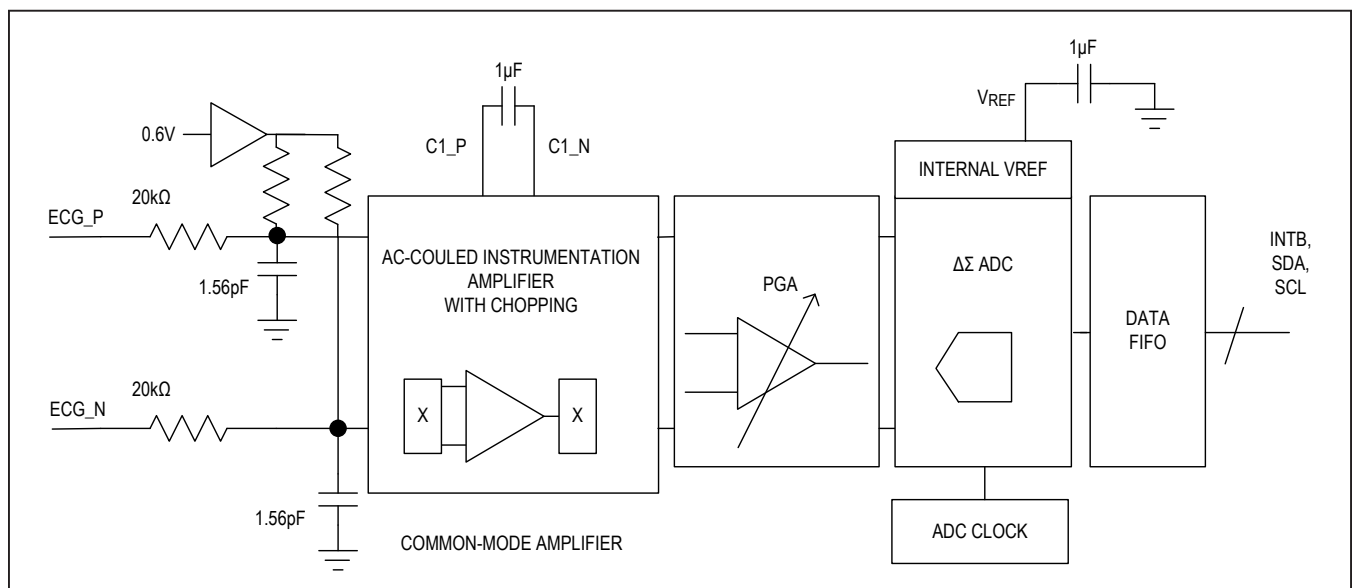 1µF
1µF
VREF
0.6V
C1_P
C1_N
INTERNAL VREF
20kΩ
ECG_P
AC-COULED INSTRUMENTATION
AMPLIFIER
WITH CHOPPING
1.56pF
PGA
ΔΣ ADC
DATA
FIFO
INTB,
SDA,
SCL
20kΩ
ECG_N
X
X
1.56pF
COMMON-MODE AMPLIFIER
ADC CLOCK